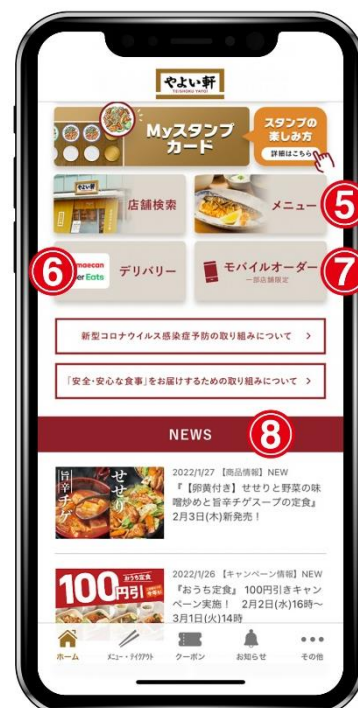 やよい軒
TEISHOKU YAYOI
Myスタンプ
カード
スタンプの
楽しみ方
詳細はこちら
店舗検索
メニュー
5
6
maecan
er Eats
デリバリー
モバイルオーダー
一部店舗限定
7
新型コロナウイルス感染症予防の取り組みについて >
「安全・安心な食事」をお届けするための取り組みについて >
NEWS
8
旨辛チゲ
せせり
2022/1/27 【商品情報】NEW
『【卵黄付き】せせりと野菜の味
噌炒めと旨辛チゲスープの定食』
2月3日(木)新発売！
おうち定食
100円引
2022/1/26 【キャンペーン情報】NEW
『おうち定食』 100円引きキャン
ペーン実施！ 2月2日(水)16時～
3月1日(火)14時
ホーム
メニュー・テイクアウト
クーポン
お知らせ
その他